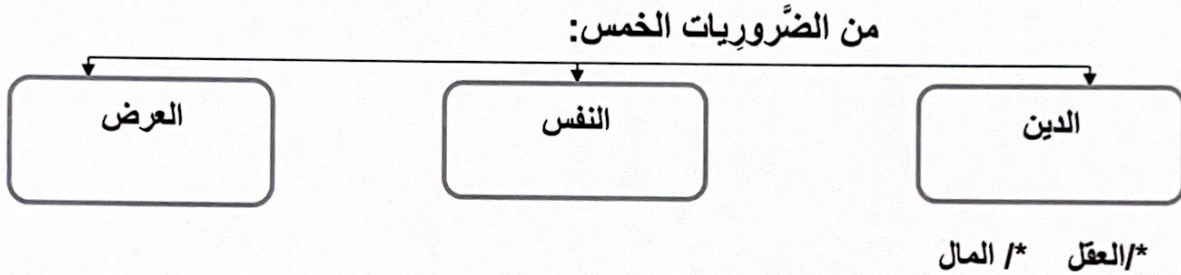 من الضَّرورِيات الخمس:
الدين
النفس
العرض
*/العقل */ المال